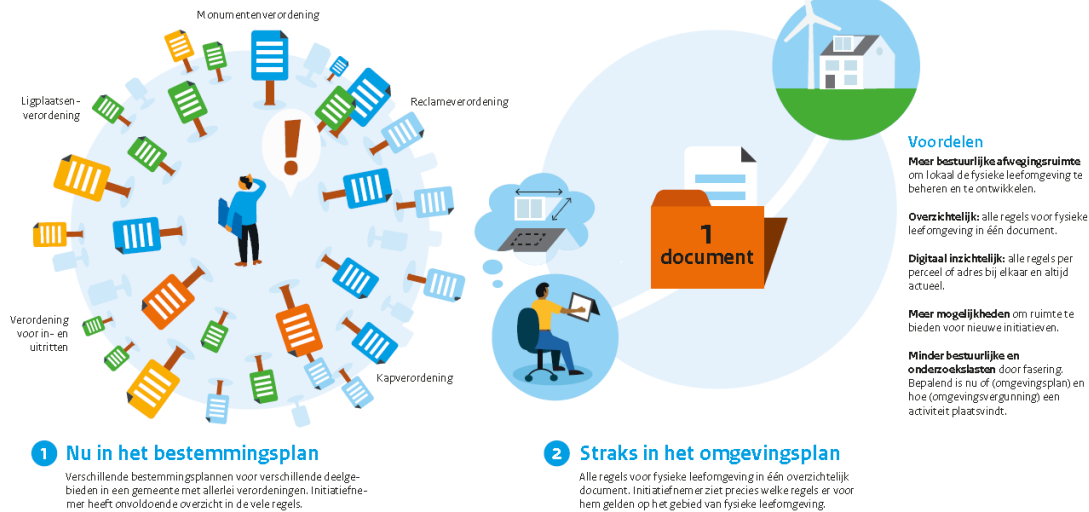 Monumentenverordening
Ligplaatsen-
verordening
Reclameverordening
Verordening
voor in- en
uitritten
Kapverordening
1 Nu in het bestemmingsplan
Verschillende bestemmingsplannen voor verschillende deelge-
bieden in een gemeente met allerlei verordeningen. Initiatiefne-
mer heeft onvoldoende overzicht in de vele regels.
1
document
2 Straks in het omgevingsplan
Alle regels voor fysieke leefomgeving in één overzichtelijk
document. Initiatiefnemer ziet precies welke regels er voor
hem gelden op het gebied van fysieke leefomgeving.
Voordelen
Meer bestuurlijke afwegingsruimte
om lokaal de fysieke leefomgeving te
beheren en te ontwikkelen.
Overzichtelijk: alle regels voor fysieke
leefomgeving in één document.
Digitaal inzichtelijk: alle regels per
perceel of adres bij elkaar en altijd
actueel.
Meer mogelijkheden om ruimte te
bieden voor nieuwe initiatieven.
Minder bestuurlijke en
onderzoekslasten door fasering.
Bepalend is nu of (omgevingsplan) en
hoe (omgevingsvergunning) een
activiteit plaatsvindt.